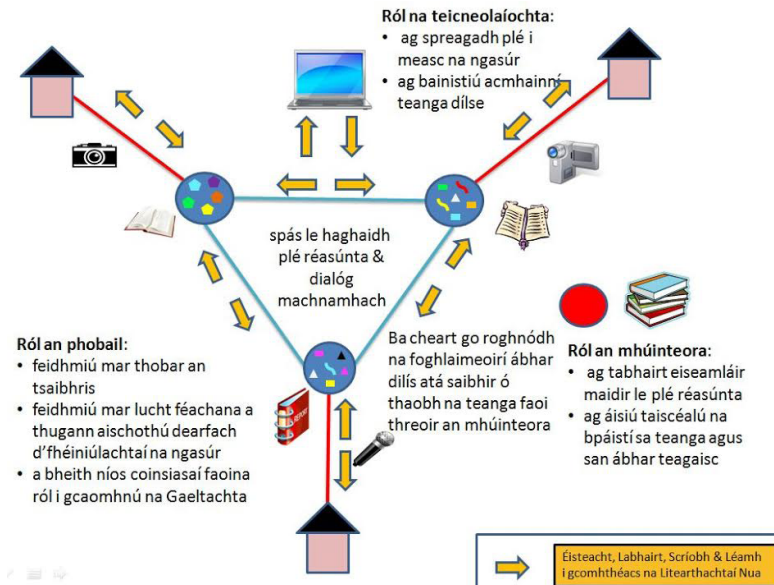 Ról na teicneolaíochta:
• ag spreagadh plé i
measc na ngasúr
• ag bainistiú acmhainní
teanga dílse
spás le haghaidh
plé réasúnta &
dialóg
machnamhach
Ról an phobail:
• feidhmiú mar thobar an
tsaibhris
• feidhmiú mar lucht féachana a
thugann aischothú dearfach
d'fhéiniúlachtaí na ngasúr
• a bheith níos coinsiasaí faoina
ról i gcaomhnú na Gaeltachta
REPORT
Ba cheart go roghnódh
na foghlaimeoirí ábhar
dilís atá saibhir ó
thaobh na teanga faoi
threoir an mhúinteora
Ról an mhúinteora:
• ag tabhairt eiseamláir
maidir le plé réasúnta
• ag áisiú taiscéalú na
bpáistí sa teanga agus
san ábhar teagaisc
Éisteacht, Labhairt, Scríobh & Léamh
i gcomhthéacs na Litearthachtaí Nua